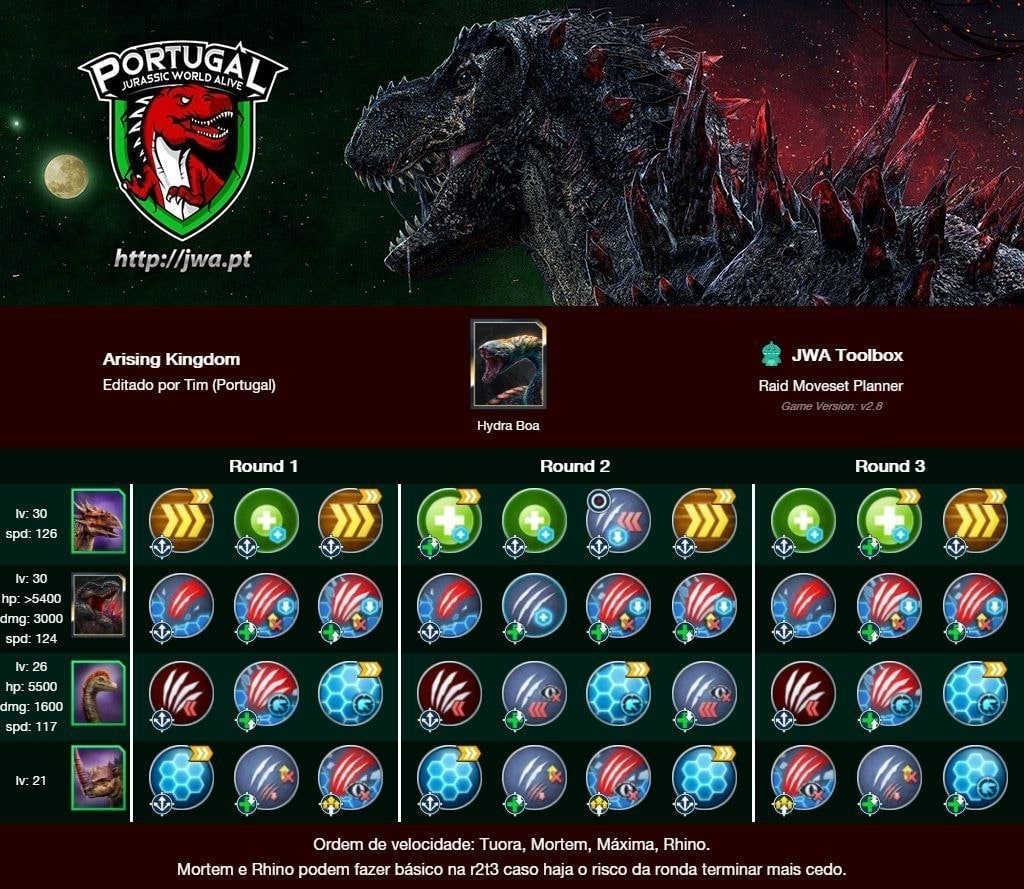 PORTUGAL
JURASSIC WORLD ALIVE
http://jwa.pt
Arising Kingdom
Editado por Tim (Portugal)
Hydra Boa
JWA Toolbox
Raid Moveset Planner
Game Version: v2.8
Round 1 Round 2 Round 3
lv: 30
spd: 126
lv: 30
hp: >5400
dmg: 3000
spd: 124
lv: 26
hp: 5500
dmg: 1600
spd: 117
lv: 21
Ordem de velocidade: Tuora, Mortem, Máxima, Rhino.
Mortem e Rhino podem fazer básico na r2t3 caso haja o risco da ronda terminar mais cedo.